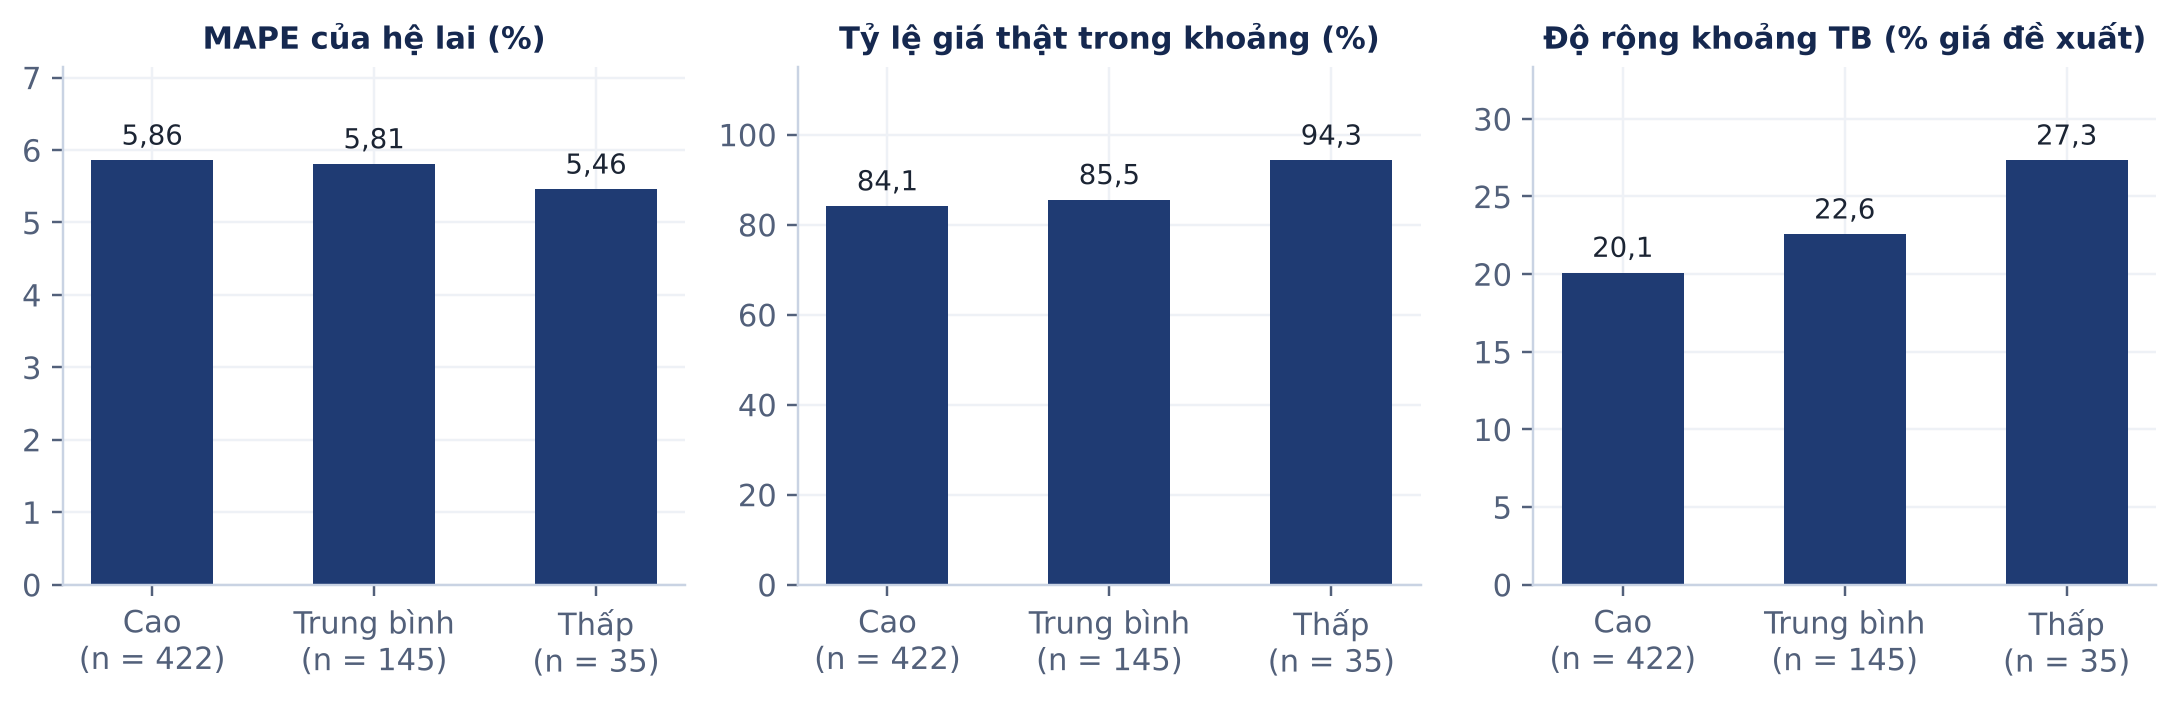 MAPE của hệ lai (%)
7
6
5
4
3
2
1
0
5,86
5,81
5,46
Cao
(n = 422)
Trung bình
(n = 145)
Thấp
(n = 35)
Tỷ lệ giá thật trong khoảng (%)
100
80
60
40
20
0
84,1
85,5
94,3
Cao
(n = 422)
Trung bình
(n = 145)
Thấp
(n = 35)
Độ rộng khoảng TB (% giá đề xuất)
30
25
20
15
10
5
0
20,1
22,6
27,3
Cao
(n = 422)
Trung bình
(n = 145)
Thấp
(n = 35)